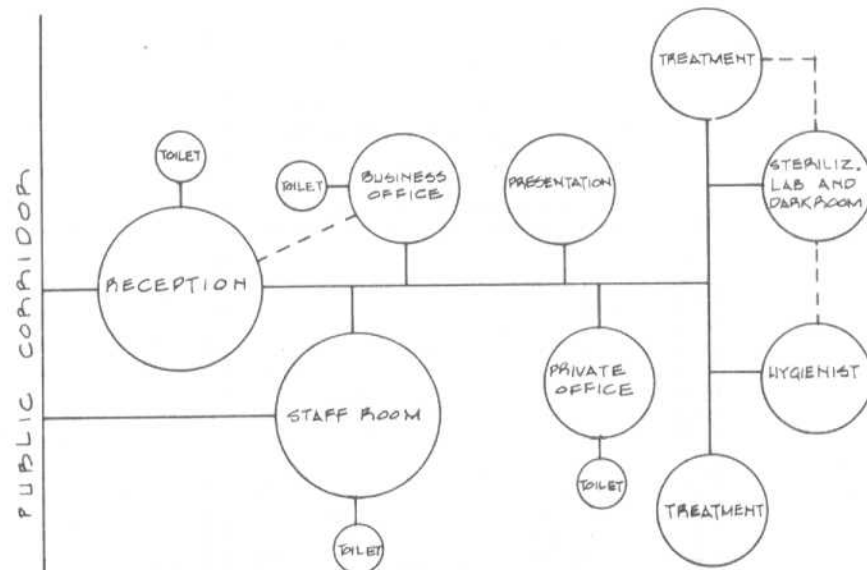 PUBLIC CORRIDOR
TOILET
RECEPTION
TOILET
BUSINESS
OFFICE
PRESENTATION
TREATMENT
STERILIZ.
LAB AND
DARKROOM
STAFF ROOM
TOILET
PRIVATE
OFFICE
TOILET
HYGIENIST
TREATMENT